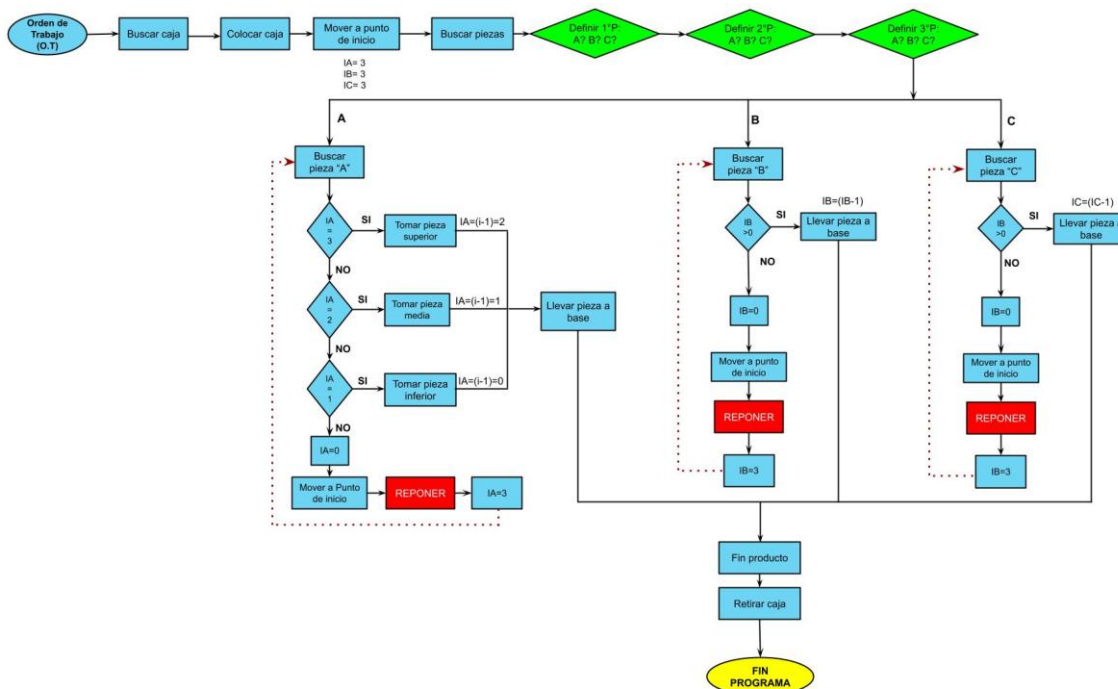 Orden de
Trabajo
(O.T)
Buscar caja
Colocar caja
Mover a punto
de inicio
Buscar piezas
Definir 1°P:
A? B? C?
Definir 2°P:
A? B? C?
Definir 3°P:
A? B? C?
IA= 3
IB= 3
IC= 3
A
Buscar
pieza "A"
IA
=
3
SI
Tomar pieza
superior
IA=(i-1)=2
NO
IA
=
2
SI
Tomar pieza
media
IA=(i-1)=1
Llevar pieza a
base
NO
IA
=
1
SI
Tomar pieza
inferior
IA=(i-1)=0
NO
IA=0
Mover a Punto
de inicio
REPONER
IA=3
B
Buscar
pieza "B"
IB
>0
SI
IB=(IB-1)
Llevar pieza a
base
NO
IB=0
Mover a punto
de inicio
REPONER
IB=3
C
Buscar
pieza "C"
IB
>0
SI
IC=(IC-1)
Llevar pieza a
base
NO
IB=0
Mover a punto
de inicio
REPONER
IB=3
Fin producto
Retirar caja
FIN
PROGRAMA